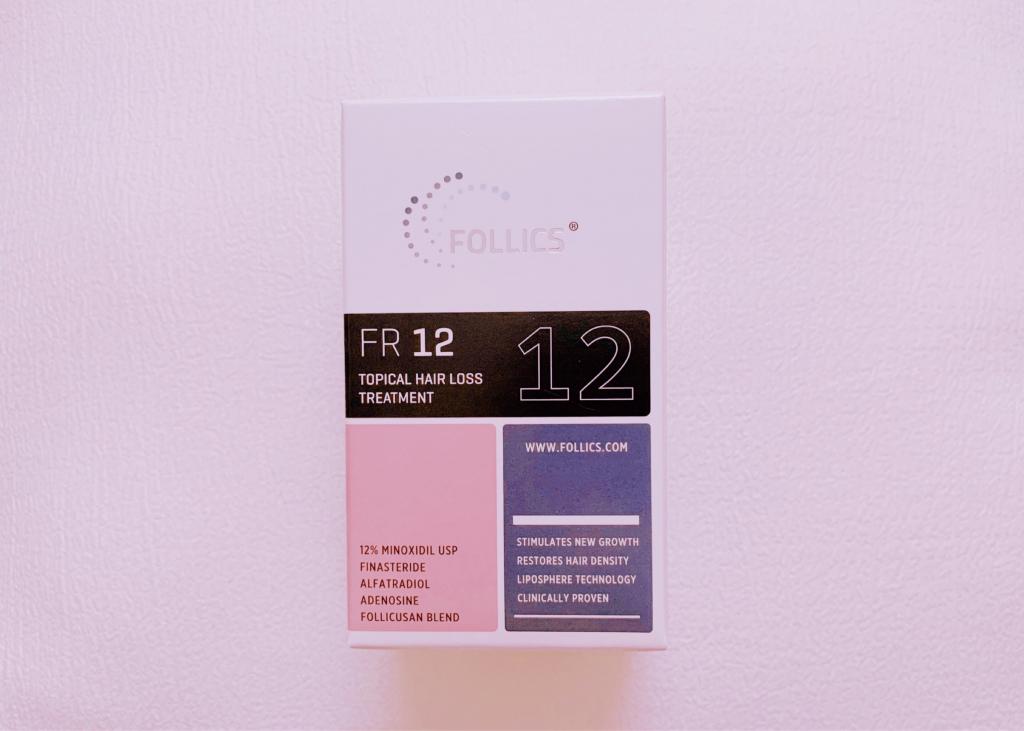 FOLLICS®
FR 12
12
TOPICAL HAIR LOSS
TREATMENT
WWW.FOLLICS.COM
12% MINOXIDIL USP
FINASTERIDE
ALFATRADIOL
ADENOSINE
FOLLICUSAN BLEND
STIMULATES NEW GROWTH
RESTORES HAIR DENSITY
LIPOSPHERE TECHNOLOGY
CLINICALLY PROVEN